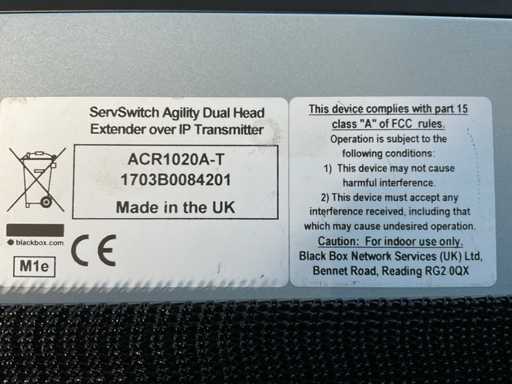 ServSwitch Agility Dual Head
Extender over IP Transmitter
ACR1020A-T
1703B0084201
Made in the UK
blackbox.com
CE
M1e
This device complies with part 15
class "A" of FCC rules.
Operation is subject to the
following conditions:
1) This device may not cause
harmful interference.
2) This device must accept any
interference received, including that
which may cause undesired operation.
Caution: For indoor use only.
Black Box Network Services (UK) Ltd,
Bennet Road, Reading RG2 0QX